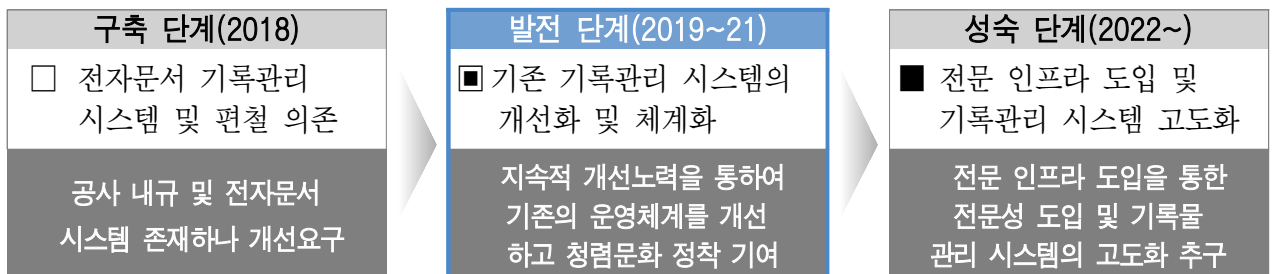 구축 단계(2018)
□ 전자문서 기록관리
시스템 및 편철 의존
공사 내규 및 전자문서
시스템 존재하나 개선요구
발전 단계(2019~21)
▣ 기존 기록관리 시스템의
개선화 및 체계화
지속적 개선노력을 통하여
기존의 운영체계를 개선
하고 청렴문화 정착 기여
성숙 단계(2022~)
■ 전문 인프라 도입 및
기록관리 시스템 고도화
전문 인프라 도입을 통한
전문성 도입 및 기록물
관리 시스템의 고도화 추구